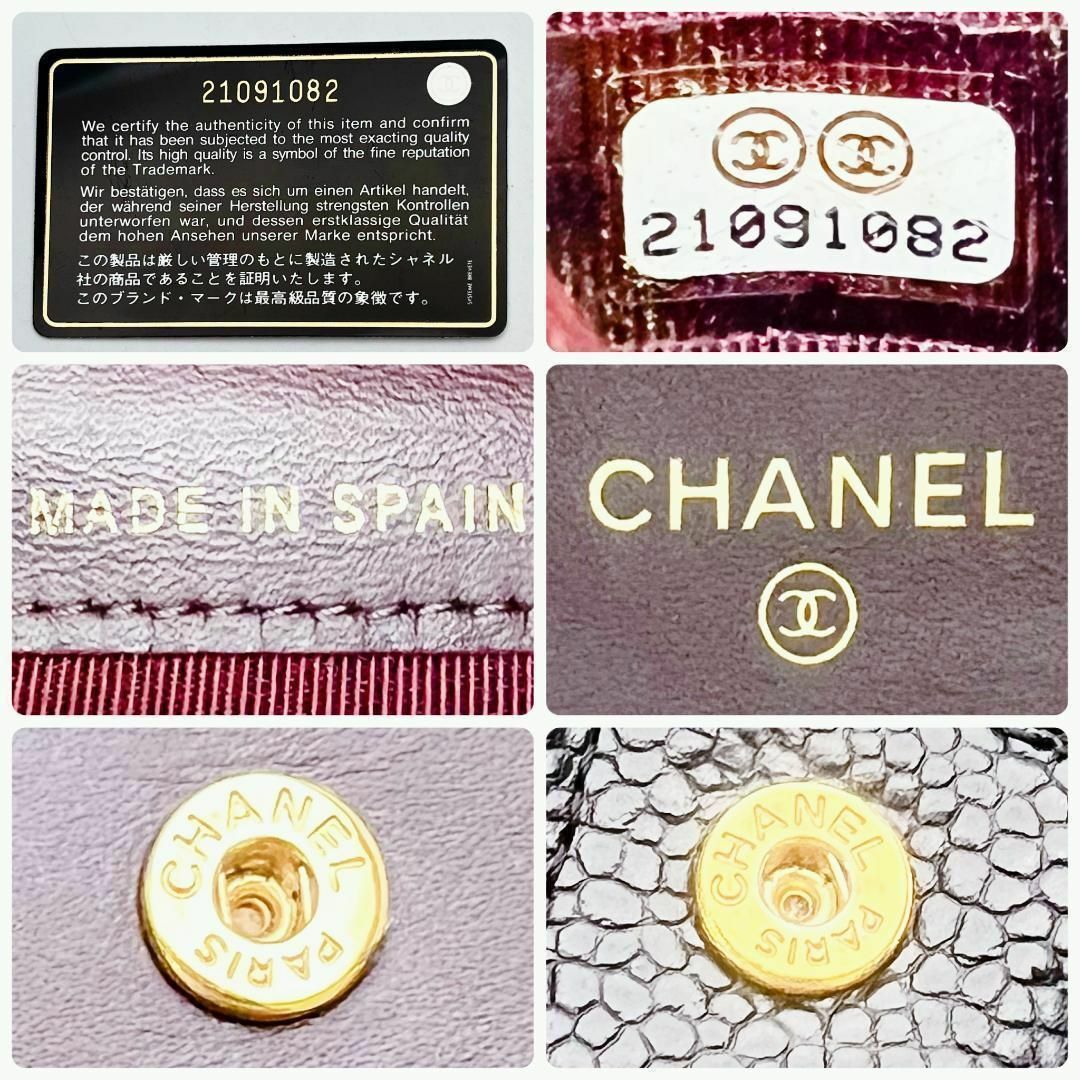 21091082
We certify the authenticity of this item and confirm
that it has been subjected to the most exacting quality
control. Its high quality is a symbol of the fine reputation
of the Trademark.
Wir bestätigen, dass es sich um einen Artikel handelt,
der während seiner Herstellung strengsten Kontrollen
unterworfen war, und dessen erstklassige Qualität
dem hohen Ansehen unserer Marke entspricht.
この製品は厳しい管理のもとに製造されたシャネル
社の商品であることを証明いたします。
このブランド・マークは最高級品質の象徴です。
SYSTEME BREVETE
21091082
MADE IN SPAIN
CHANEL
CHANEL
PARIS
CHANEL
PARIS